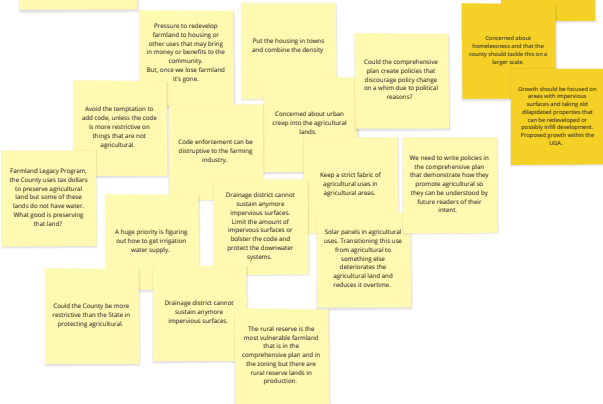 Pressure to redevelop
farmland to housing or
other uses that may bring
in money or benefits to the
community.
But, once we lose farmland
it's gone.
Put the housing in towns
and combine the density
Could the comprehensive
plan create policies that
discourage policy change
on a whim due to political
reasons?
Concerned about
homelessness and that the
county should tackle this on a
larger scale.
Growth should be focused on
areas with impervious
surfaces and taking old
dilapidated properties that
can be redeveloped or
possibly infill development.
Proposed growth within the
UGA.
Avoid the temptation to
add code, unless the code
is more restrictive on
things that are not
agricultural.
Code enforcement can be
disruptive to the farming
industry.
Concerned about urban
creep into the agricultural
lands.
Farmland Legacy Program,
the County uses tax dollars
to preserve agricultural
land but some of these
lands do not have water.
What good is preserving
that land?
Keep a strict fabric of
agricultural uses in
agricultural areas.
We need to write policies in
the comprehensive plan
that demonstrate how they
promote agricultural so
they can be understood by
future readers of their
intent.
A huge priority is figuring
out how to get irrigation
water supply.
Drainage district cannot
sustain anymore
impervious surfaces.
Limit the amount of
impervious surfaces or
bolster the code and
protect the downwater
systems.
Solar panels in agricultural
uses. Transitioning this use
from agricultural to
something else
deteriorates the
agricultural land and
reduces it overtime.
Could the County be more
restrictive than the State in
protecting agricultural.
Drainage district cannot
sustain anymore
impervious surfaces.
The rural reserve is the
most vulnerable farmland
that is in the
comprehensive plan and in
the zoning but there are
rural reserve lands in
production.